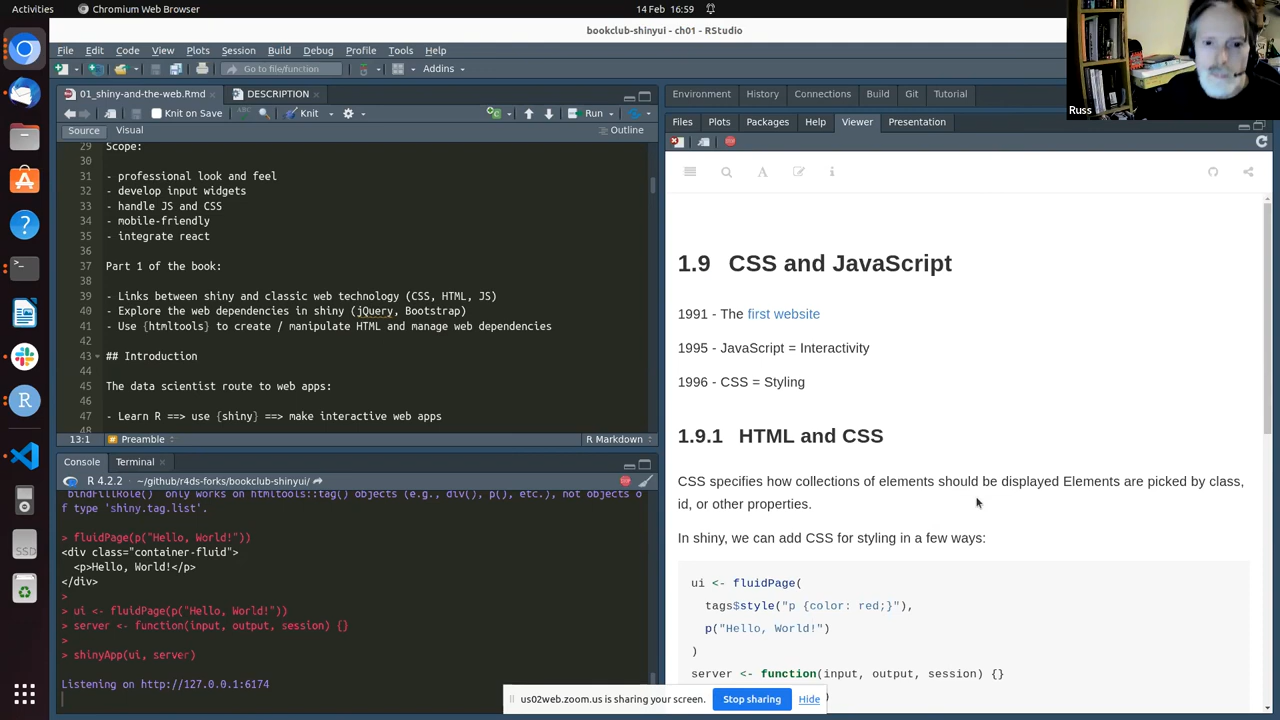 Activities
Chromium Web Browser
14 Feb 16:59
bookclub-shinyui - ch01 - RStudio
File Edit Code View Plots Session Build Debug Profile Tools Help
Go to file/function
Addins
Russ
01_shiny-and-the-web.Rmd
DESCRIPTION
Knit on Save
Knit
Run
Source Visual
Outline
29 Scope:
30
31 - professional look and feel
32 - develop input widgets
33 - handle JS and CSS
34 - mobile-friendly
35 - integrate react
36
37 Part 1 of the book:
38
39 - Links between shiny and classic web technology (CSS, HTML, JS)
40 - Explore the web dependencies in shiny (jQuery, Bootstrap)
41 - Use {htmltools} to create / manipulate HTML and manage web dependencies
42
43 ## Introduction
44
45 The data scientist route to web apps:
46
47 - Learn R ==> use {shiny} ==> make interactive web apps
48
13:1 Preamble
R Markdown
Console Terminal
R 4.2.2 · ~/github/r4ds-forks/bookclub-shinyui/
`bindFillRole()` only works on htmltools::tag() objects (e.g., div(), p(), etc.), not objects o
f type 'shiny.tag.list'.
> fluidPage(p("Hello, World!"))
<div class="container-fluid">
<p>Hello, World!</p>
</div>
>
> ui <- fluidPage(p("Hello, World!"))
> server <- function(input, output, session) {}
>
> shinyApp(ui, server)
Listening on http://127.0.0.1:6174
Environment History Connections Build Git Tutorial
Files Plots Packages Help Viewer Presentation
1.9 CSS and JavaScript
1991 - The first website
1995 - JavaScript = Interactivity
1996 - CSS = Styling
1.9.1 HTML and CSS
CSS specifies how collections of elements should be displayed Elements are picked by class,
id, or other properties.
In shiny, we can add CSS for styling in a few ways:
ui <- fluidPage(
tags$style("p {color: red;}"),
p("Hello, World!")
)
server <- function(input, output, session) {}
)
us02web.zoom.us is sharing your screen.
Stop sharing
Hide
SSD